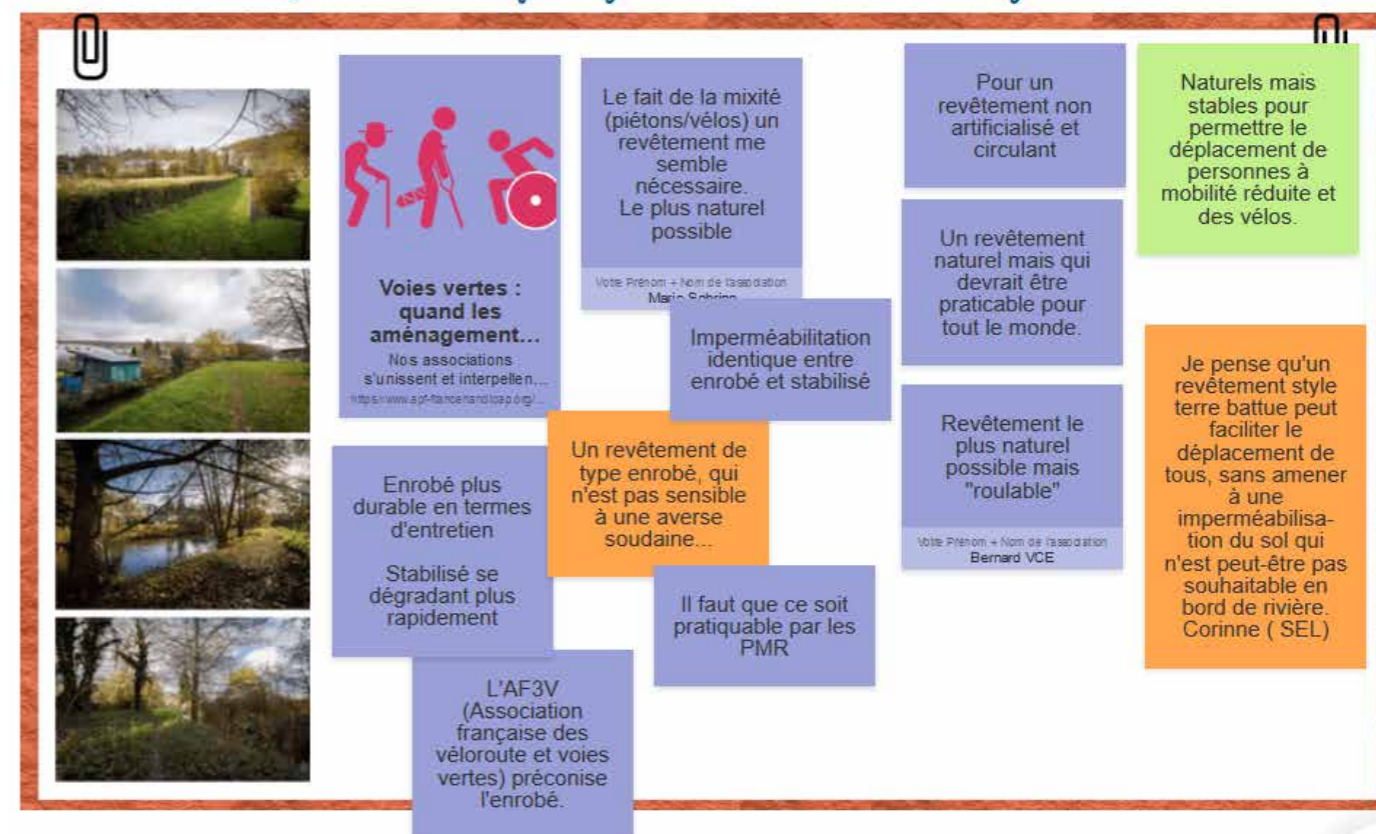 Voies vertes :
quand les
aménagement...
Nos associations
s'unissent et interpellen...
https://www.apf-francehandicap.org/...
Le fait de la mixité
(piétons/vélos) un
revêtement me
semble
nécessaire.
Le plus naturel
possible
Votre Prénom + Nom de l'association
Imperméabilitation
identique entre
enrobé et stabilisé
Enrobé plus
durable en termes
d'entretien
Stabilisé se
dégradant plus
rapidement
Un revêtement de
type enrobé, qui
n'est pas sensible
à une averse
soudaine...
Il faut que ce soit
pratiquable par les
PMR
L'AF3V
(Association
française des
véloroute et voies
vertes) préconise
l'enrobé.
Pour un
revêtement non
artificialisé et
circulant
Un revêtement
naturel mais qui
devrait être
praticable pour
tout le monde.
Revêtement le
plus naturel
possible mais
"roulable"
Votre Prénom + Nom de l'association
Bernard VCE
Naturels mais
stables pour
permettre le
déplacement de
personnes à
mobilité réduite et
des vélos.
Je pense qu'un
revêtement style
terre battue peut
faciliter le
déplacement de
tous, sans amener
à une
imperméabilisa-
tion du sol qui
n'est peut-être pas
souhaitable en
bord de rivière.
Corinne ( SEL)